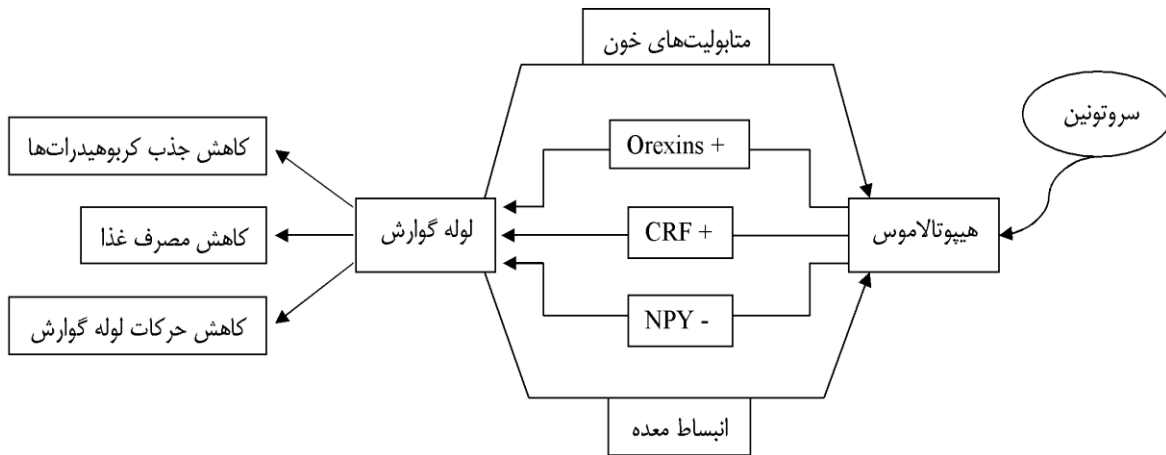 متابولیت‌های خون
سروتونین
Orexins +
کاهش جذب کربوهیدرات‌ها
هیپوتالاموس
CRF +
لوله گوارش
کاهش مصرف غذا
NPY -
کاهش حرکات لوله گوارش
انبساط معده